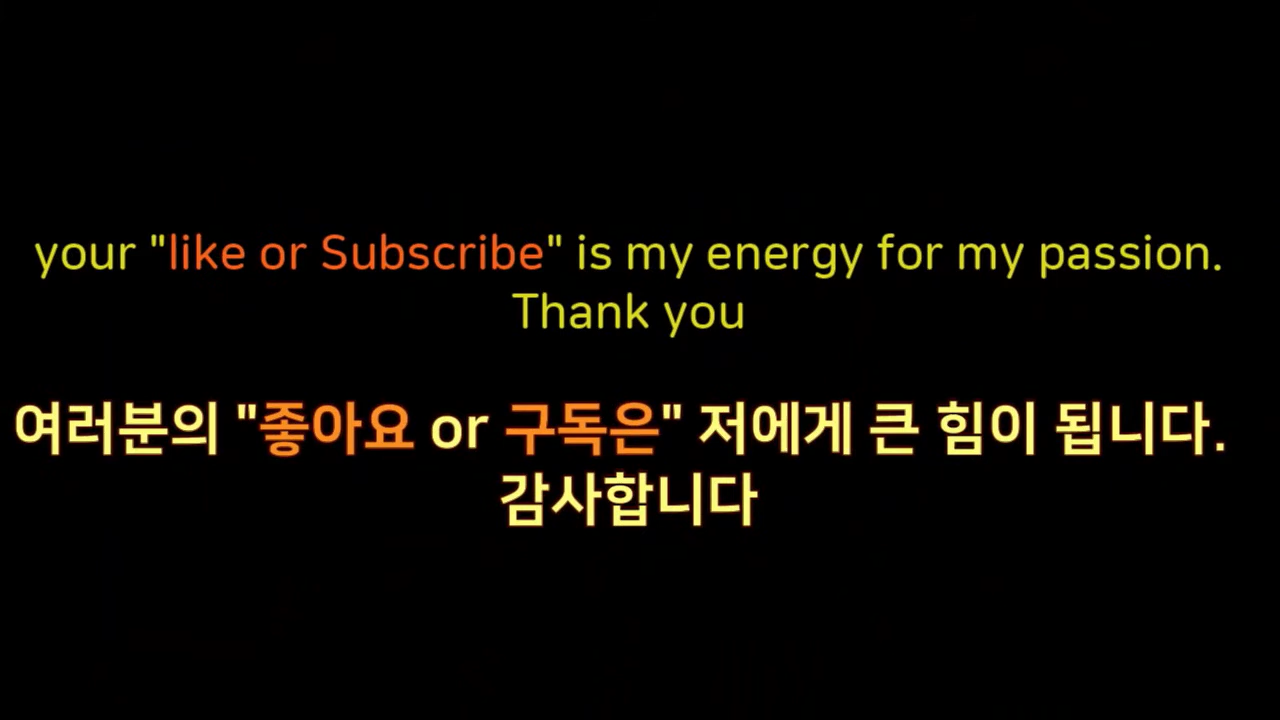 your "like or Subscribe" is my energy for my passion.
Thank you
여러분의 "좋아요 or 구독은" 저에게 큰 힘이 됩니다.
감사합니다